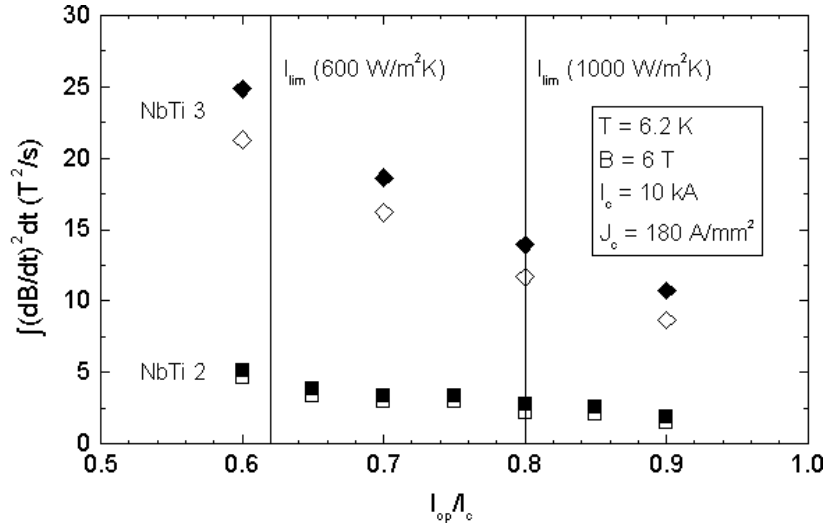 30
25
20
15
10
5
0
∫(dB/dt)²dt (T²/s)
I_lim (600 W/m²K)
I_lim (1000 W/m²K)
NbTi 3
T = 6.2 K
B = 6 T
I_c = 10 kA
J_c = 180 A/mm²
NbTi 2
0.5 0.6 0.7 0.8 0.9 1.0
I_op/I_c